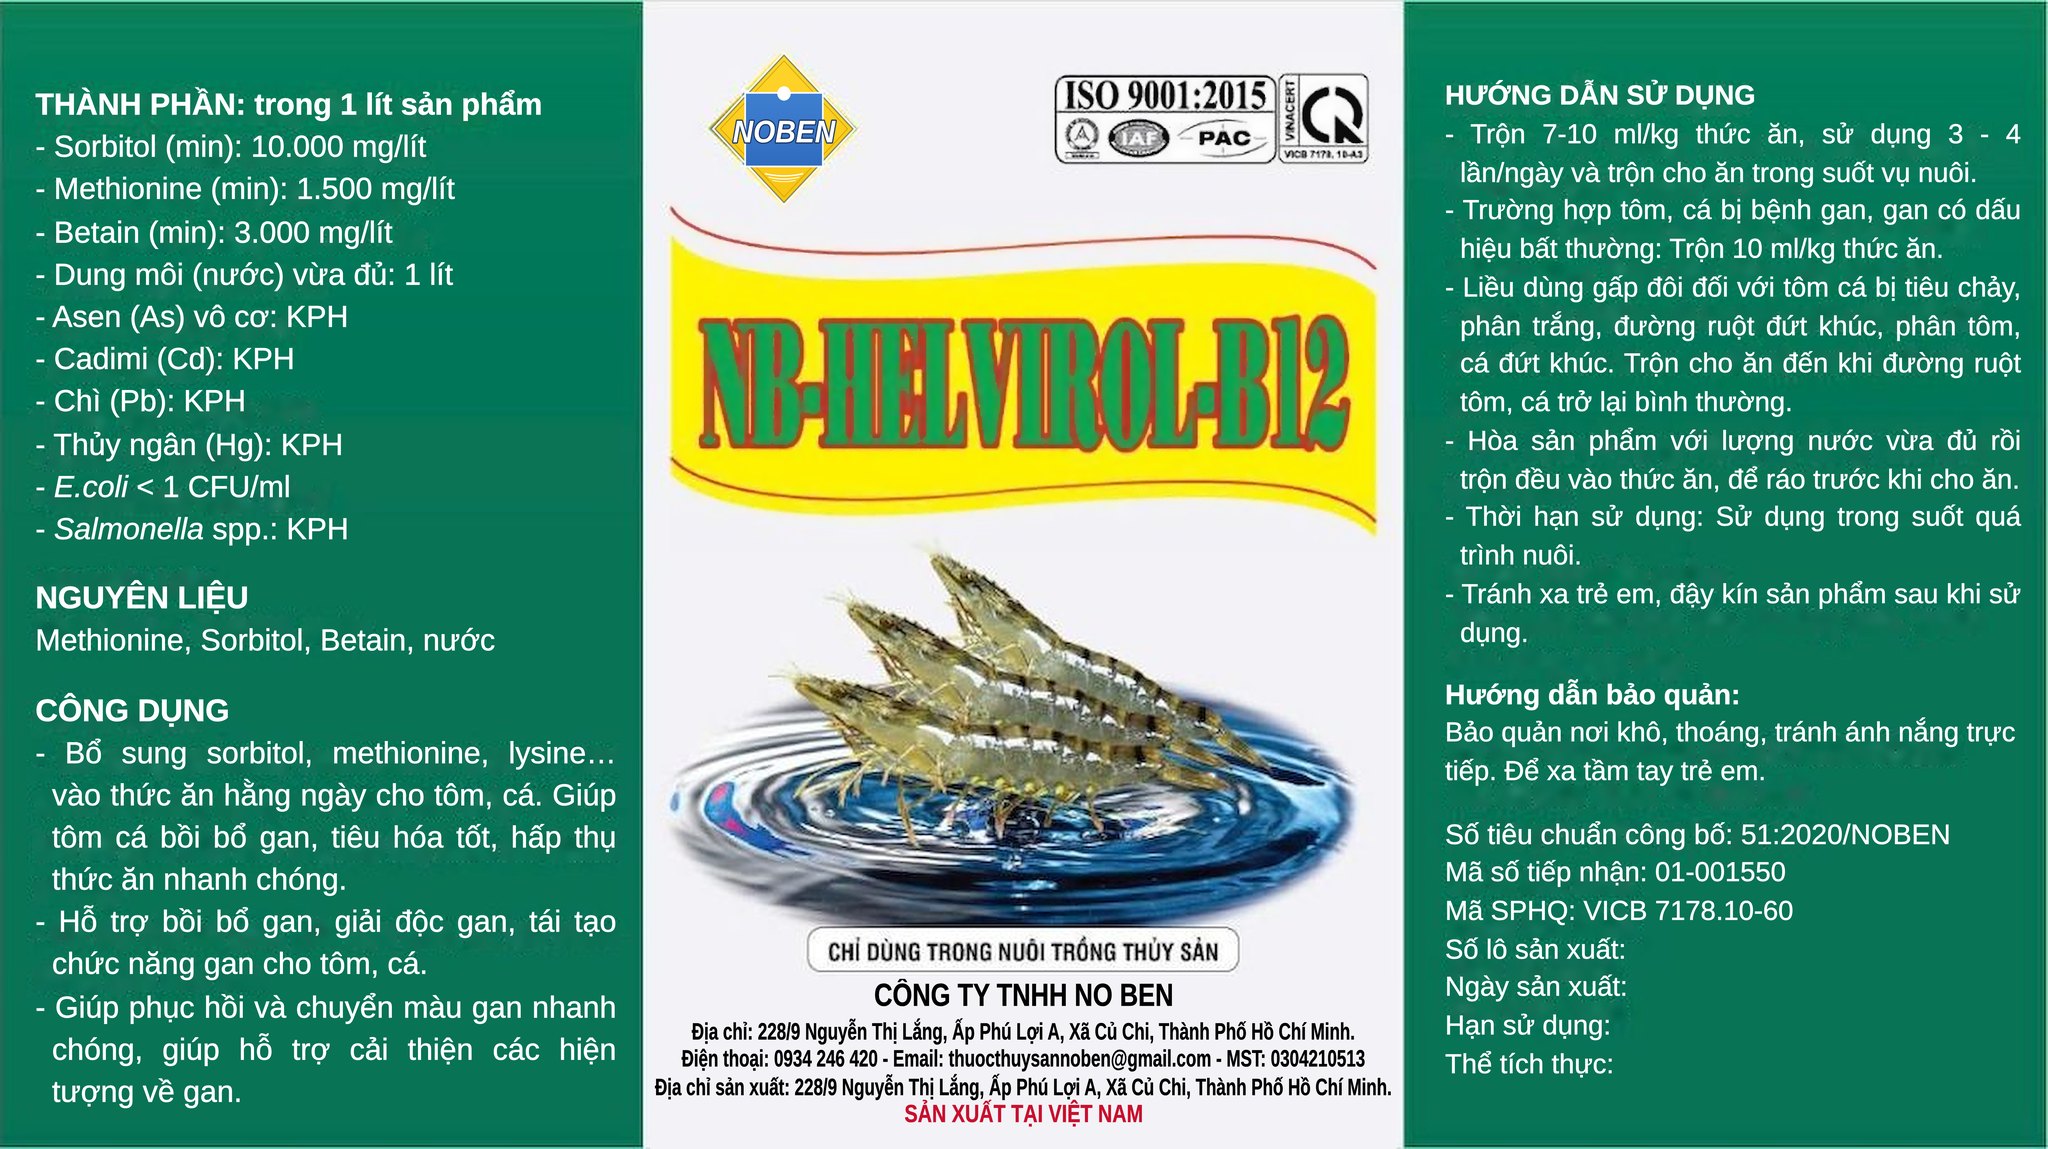 THÀNH PHẦN: trong 1 lít sản phẩm
- Sorbitol (min): 10.000 mg/lít
- Methionine (min): 1.500 mg/lít
- Betain (min): 3.000 mg/lít
- Dung môi (nước) vừa đủ: 1 lít
- Asen (As) vô cơ: KPH
- Cadimi (Cd): KPH
- Chì (Pb): KPH
- Thủy ngân (Hg): KPH
- E.coli < 1 CFU/ml
- Salmonella spp.: KPH
NGUYÊN LIỆU
Methionine, Sorbitol, Betain, nước
CÔNG DỤNG
- Bổ sung sorbitol, methionine, lysine…
vào thức ăn hằng ngày cho tôm, cá. Giúp
tôm cá bồi bổ gan, tiêu hóa tốt, hấp thụ
thức ăn nhanh chóng.
- Hỗ trợ bồi bổ gan, giải độc gan, tái tạo
chức năng gan cho tôm, cá.
- Giúp phục hồi và chuyển màu gan nhanh
chóng, giúp hỗ trợ cải thiện các hiện
tượng về gan.
NOBEN
ISO 9001:2015
IAF
PAC
VINACERT
VICB 7178. 10-A3
NB-HELVIROL-B12
CHỈ DÙNG TRONG NUÔI TRỒNG THỦY SẢN
CÔNG TY TNHH NO BEN
Địa chỉ: 228/9 Nguyễn Thị Lắng, Ấp Phú Lợi A, Xã Củ Chi, Thành Phố Hồ Chí Minh.
Điện thoại: 0934 246 420 - Email: thuocthuysannoben@gmail.com - MST: 0304210513
Địa chỉ sản xuất: 228/9 Nguyễn Thị Lắng, Ấp Phú Lợi A, Xã Củ Chi, Thành Phố Hồ Chí Minh.
SẢN XUẤT TẠI VIỆT NAM
HƯỚNG DẪN SỬ DỤNG
- Trộn 7-10 ml/kg thức ăn, sử dụng 3 - 4
lần/ngày và trộn cho ăn trong suốt vụ nuôi.
- Trường hợp tôm, cá bị bệnh gan, gan có dấu
hiệu bất thường: Trộn 10 ml/kg thức ăn.
- Liều dùng gấp đôi đối với tôm cá bị tiêu chảy,
phân trắng, đường ruột đứt khúc, phân tôm,
cá đứt khúc. Trộn cho ăn đến khi đường ruột
tôm, cá trở lại bình thường.
- Hòa sản phẩm với lượng nước vừa đủ rồi
trộn đều vào thức ăn, để ráo trước khi cho ăn.
- Thời hạn sử dụng: Sử dụng trong suốt quá
trình nuôi.
- Tránh xa trẻ em, đậy kín sản phẩm sau khi sử
dụng.
Hướng dẫn bảo quản:
Bảo quản nơi khô, thoáng, tránh ánh nắng trực
tiếp. Để xa tầm tay trẻ em.
Số tiêu chuẩn công bố: 51:2020/NOBEN
Mã số tiếp nhận: 01-001550
Mã SPHQ: VICB 7178.10-60
Số lô sản xuất:
Ngày sản xuất:
Hạn sử dụng:
Thể tích thực: